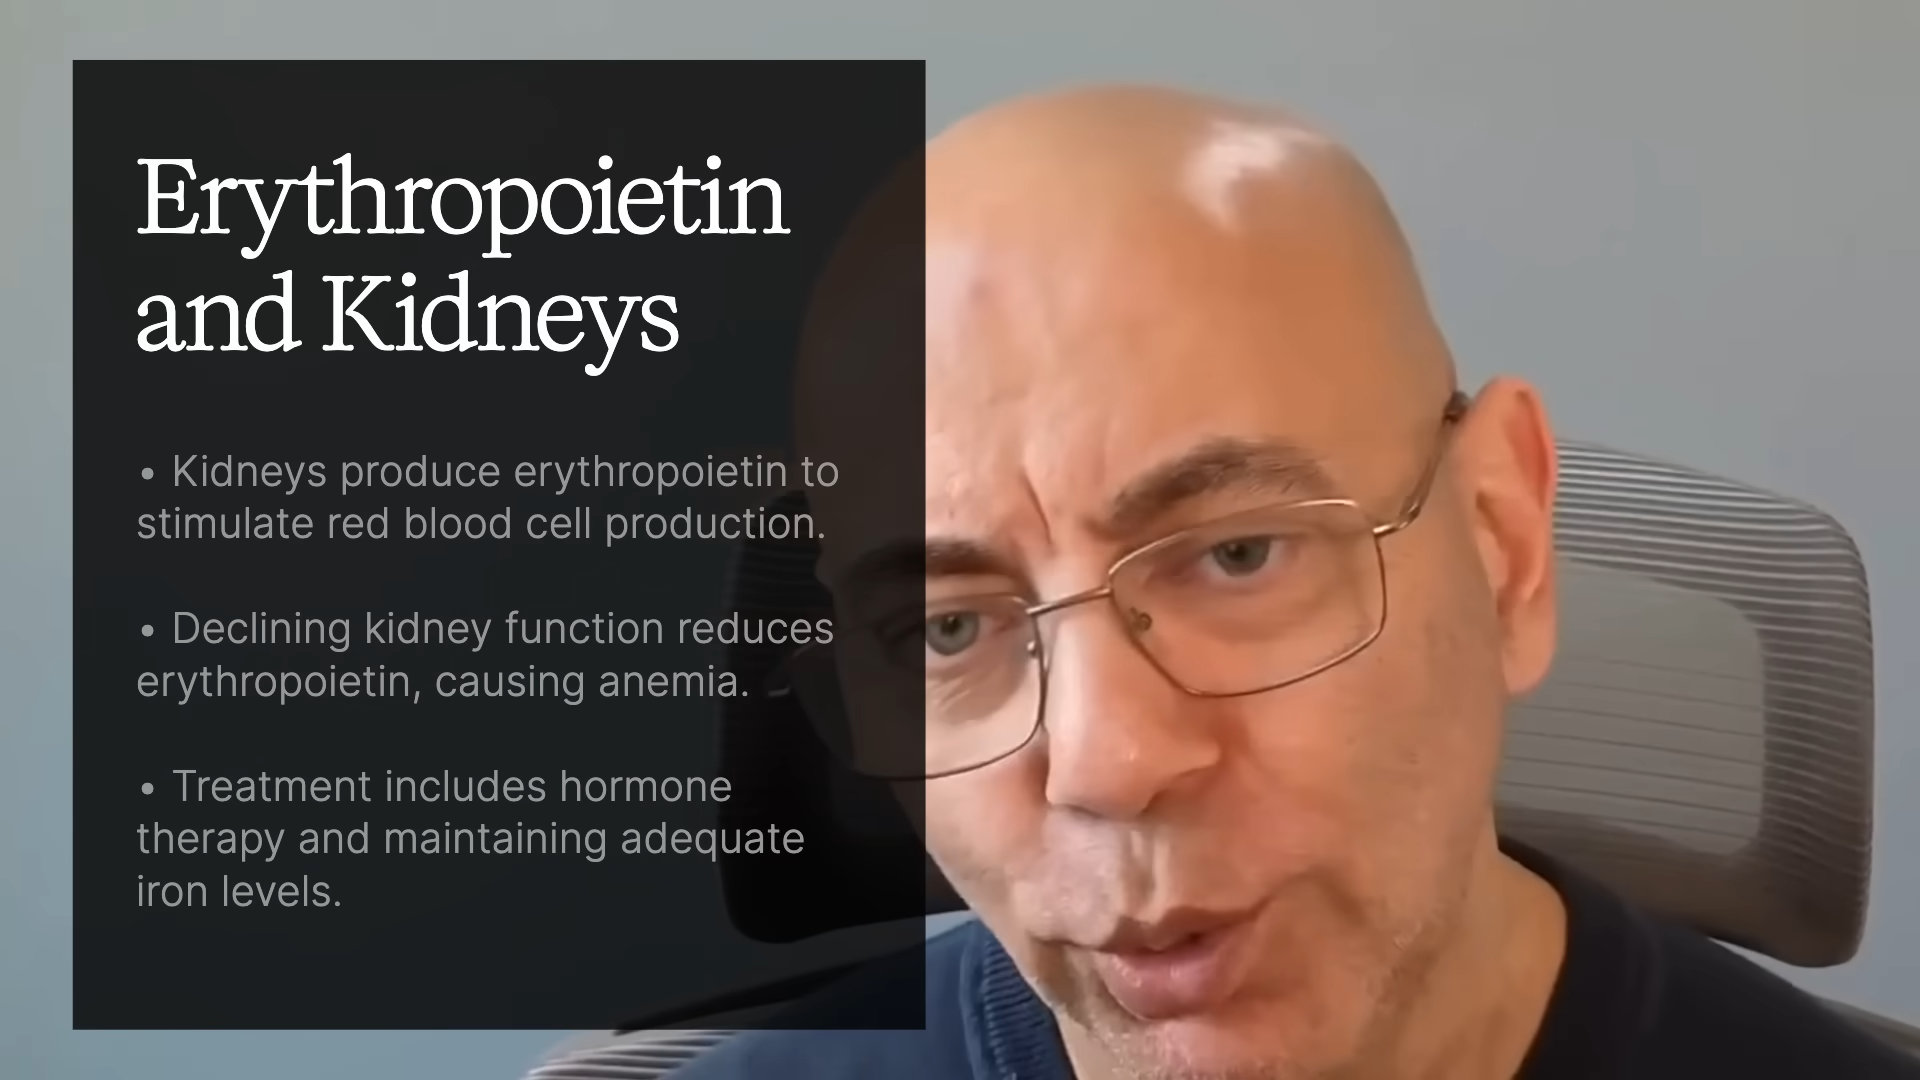 Erythropoietin
and Kidneys
• Kidneys produce erythropoietin to
stimulate red blood cell production.
• Declining kidney function reduces
erythropoietin, causing anemia.
• Treatment includes hormone
therapy and maintaining adequate
iron levels.